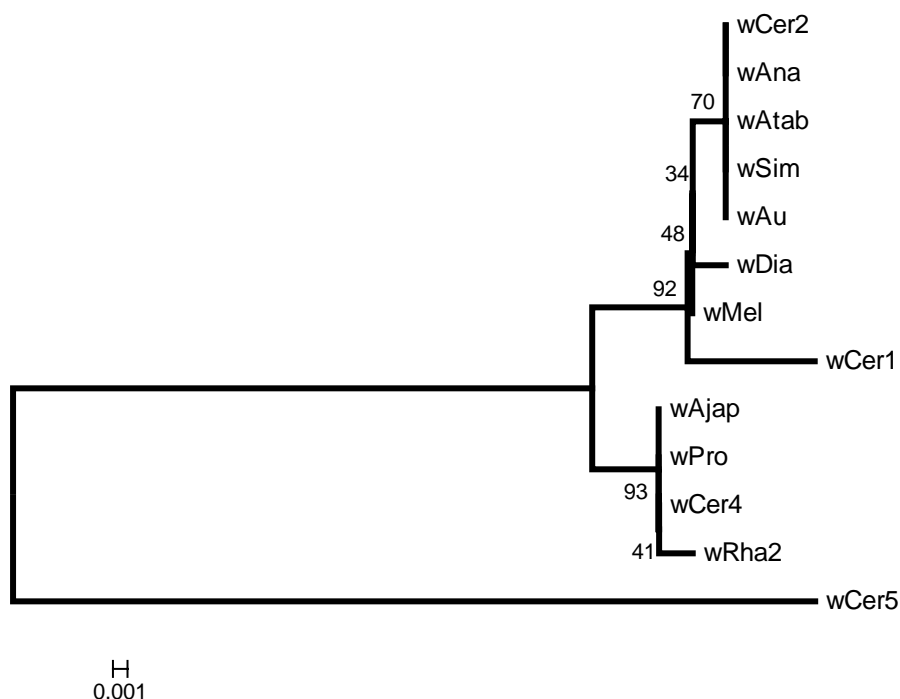 wCer2
wAna
70
wAtab
34
wSim
wAu
48
wDia
92
wMel
wCer1
wAjap
wPro
93
wCer4
41
wRha2
wCer5
0.001